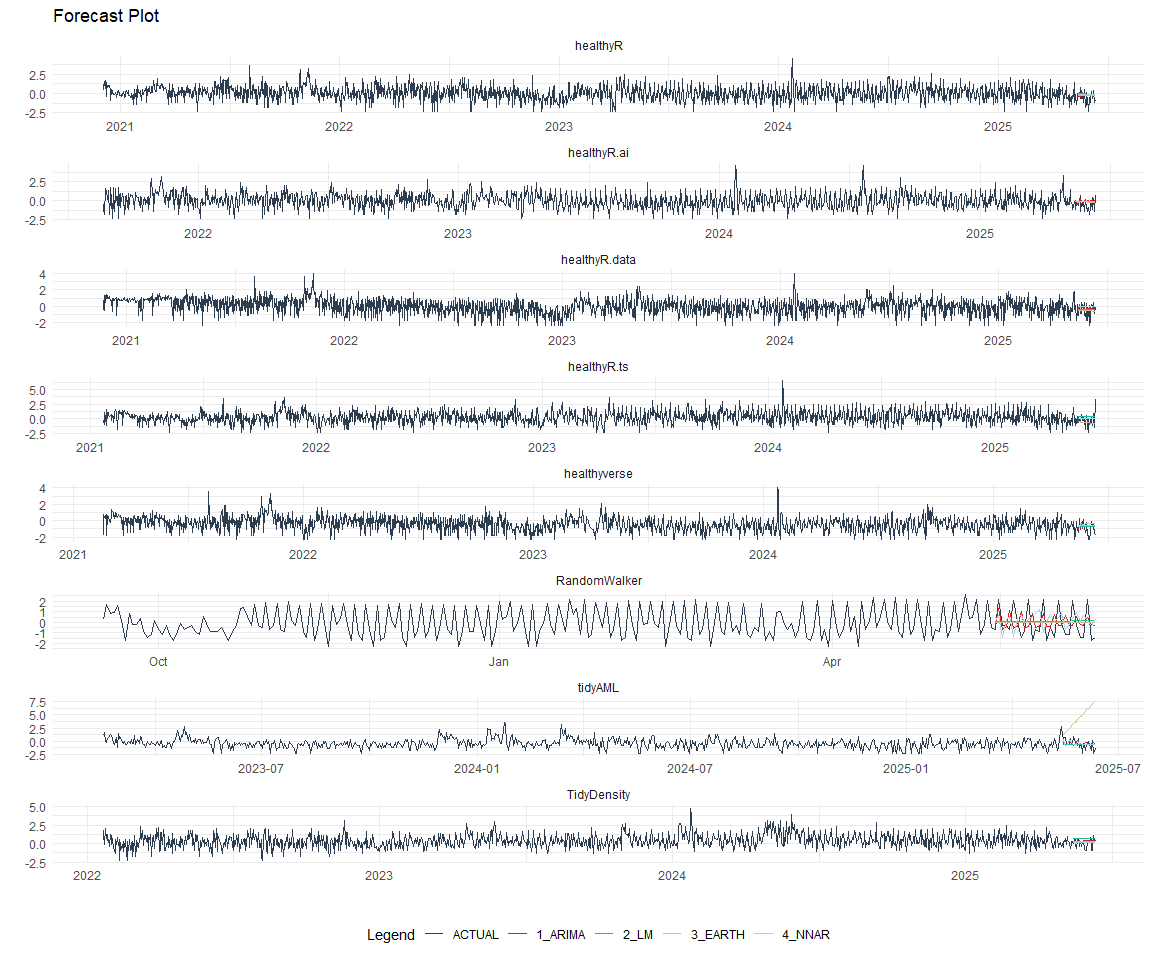 Forecast Plot
healthyR
2.5
0.0
-2.5
2021 2022 2023 2024 2025
healthyR.ai
2.5
0.0
-2.5
2022 2023 2024 2025
healthyR.data
4
2
0
-2
2021 2022 2023 2024 2025
healthyR.ts
5.0
2.5
0.0
-2.5
2021 2022 2023 2024 2025
healthyverse
4
2
0
-2
2021 2022 2023 2024 2025
RandomWalker
2
1
0
-1
-2
Oct Jan Apr
tidyAML
7.5
5.0
2.5
0.0
-2.5
2023-07 2024-01 2024-07 2025-01 2025-07
TidyDensity
5.0
2.5
0.0
-2.5
2022 2023 2024 2025
Legend ACTUAL 1_ARIMA 2_LM 3_EARTH 4_NNAR